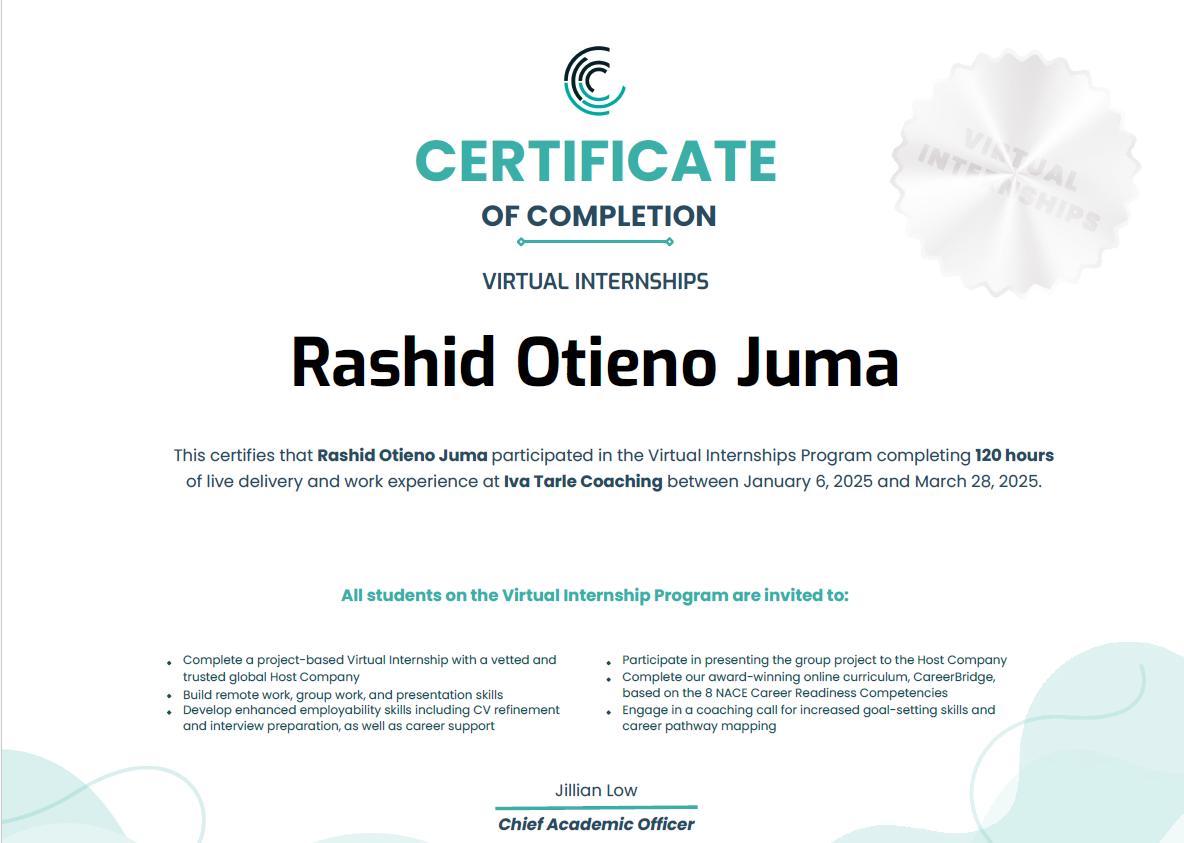 CERTIFICATE
OF COMPLETION
VIRTUAL INTERNSHIPS
VIRTUAL
INTERNSHIPS
Rashid Otieno Juma
This certifies that Rashid Otieno Juma participated in the Virtual Internships Program completing 120 hours
of live delivery and work experience at Iva Tarle Coaching between January 6, 2025 and March 28, 2025.
All students on the Virtual Internship Program are invited to:
Complete a project-based Virtual Internship with a vetted and
trusted global Host Company
Build remote work, group work, and presentation skills
Develop enhanced employability skills including CV refinement
and interview preparation, as well as career support
Participate in presenting the group project to the Host Company
Complete our award-winning online curriculum, CareerBridge,
based on the 8 NACE Career Readiness Competencies
Engage in a coaching call for increased goal-setting skills and
career pathway mapping
Jillian Low
Chief Academic Officer